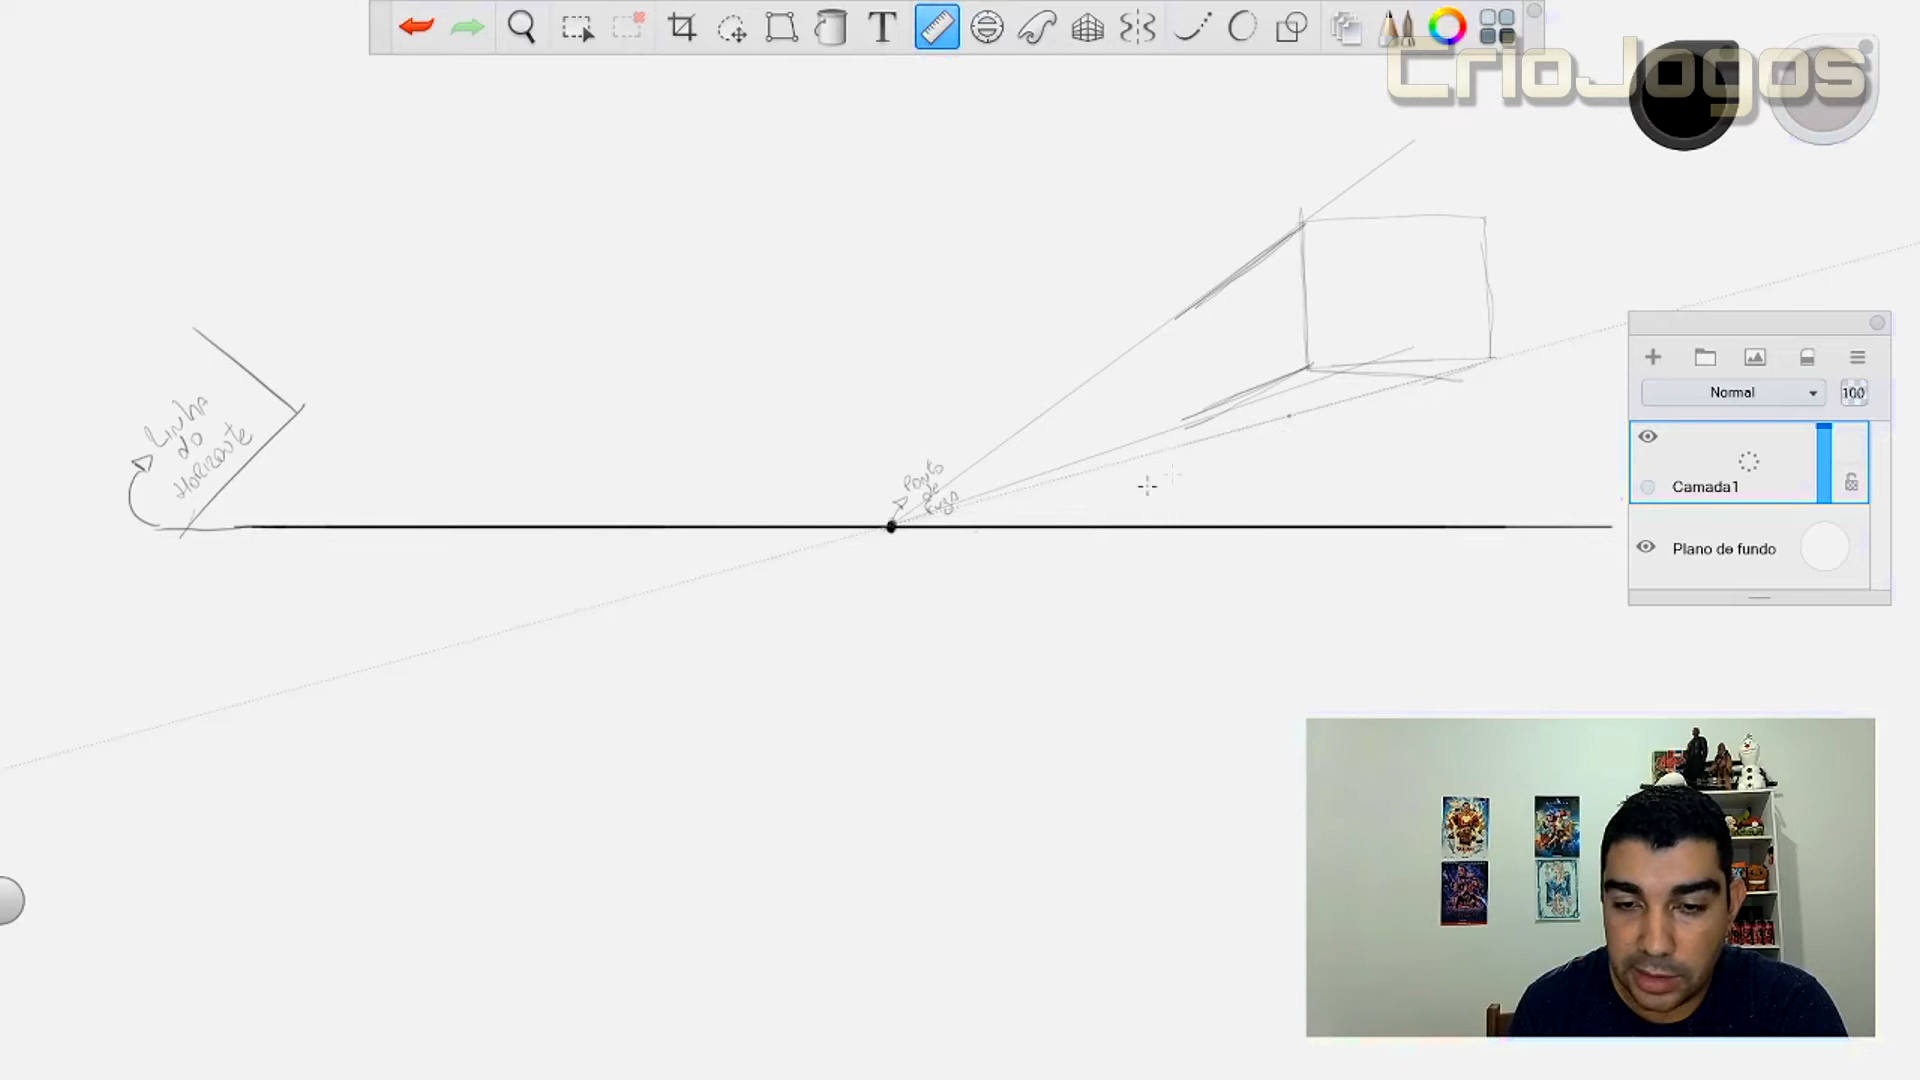 CrioJogos
Normal
100
Camada1
Plano de fundo
LINHA
do
HORIZONTE
Ponto
de
Fuga